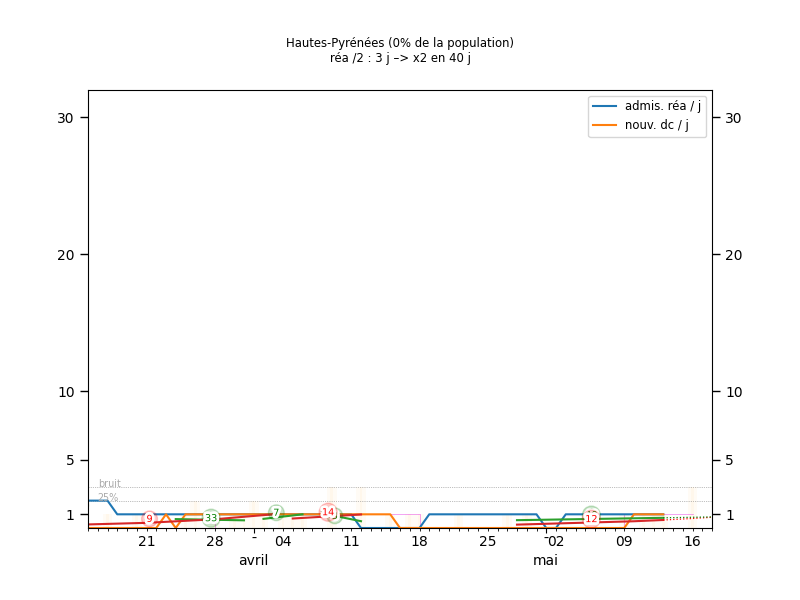 Hautes-Pyrénées (0% de la population)
réa /2 : 3 j –> x2 en 40 j
admis. réa / j
nouv. dc / j
30 30
20 20
10 10
5 5
bruit
25%
1 9 33 7 14 12 1
21 28 - 04 11 18 25 - 02 09 16
avril mai